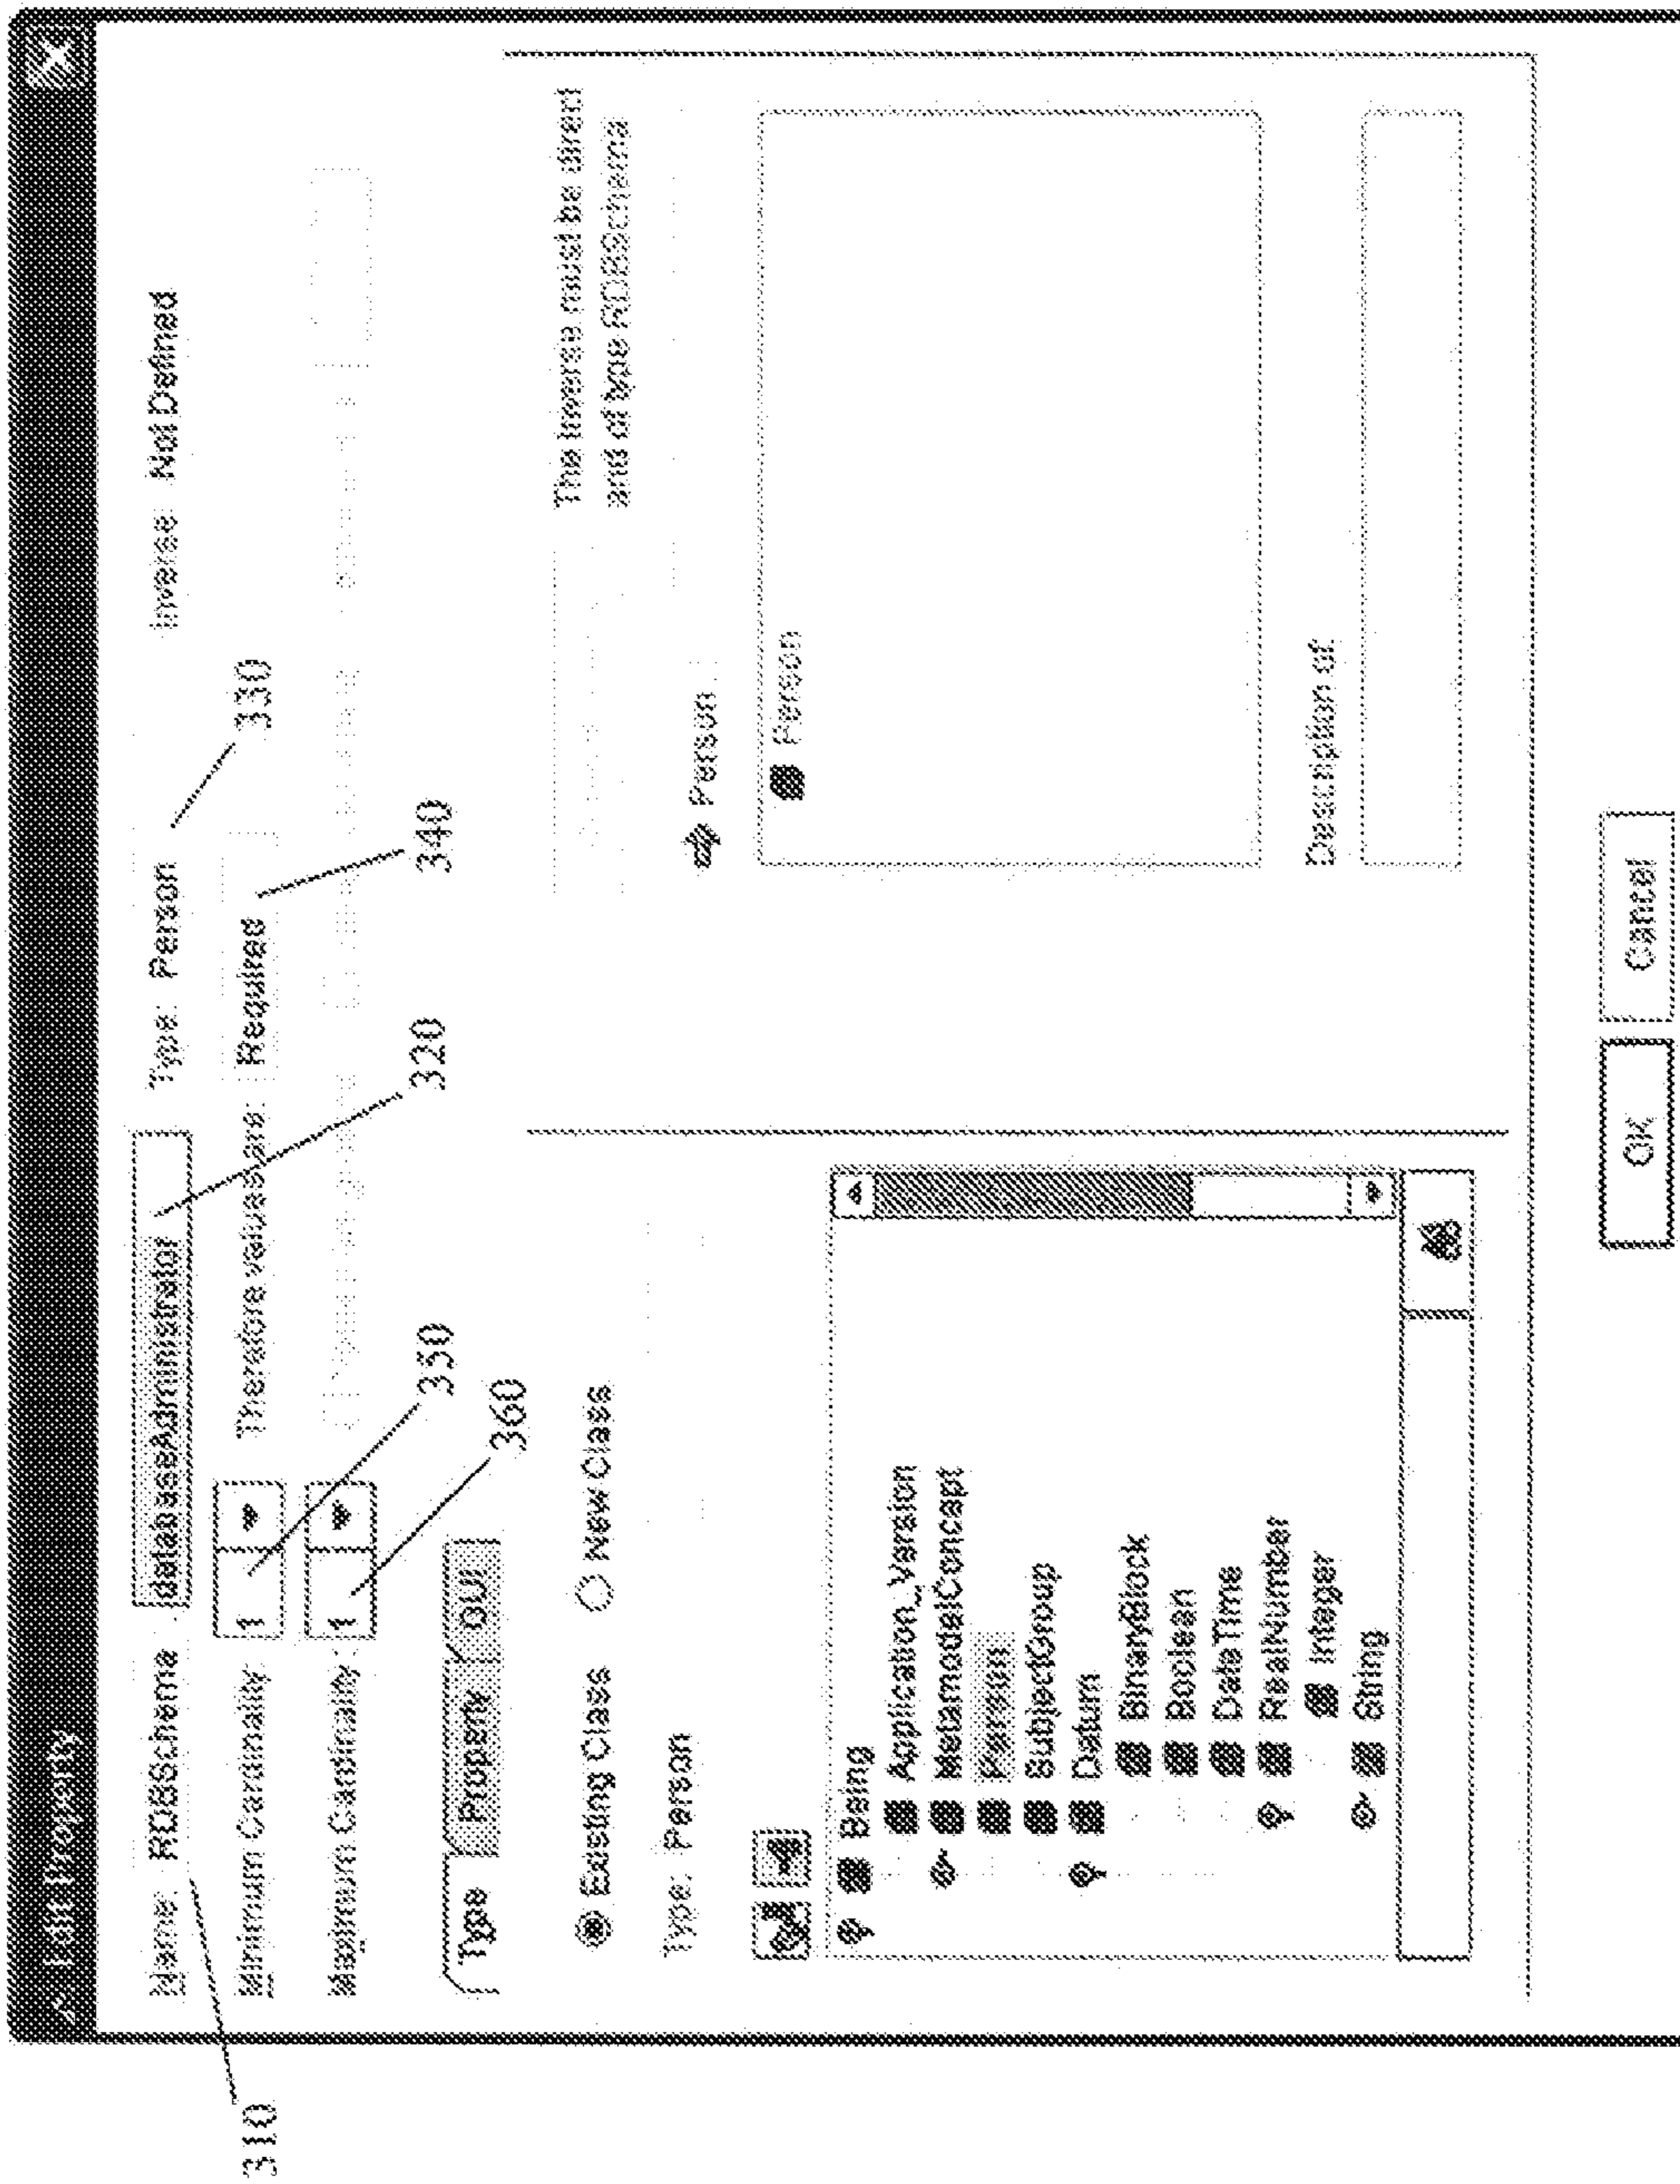 Edit Property
Name: RDBSchema .databaseAdministrator Type: Person Inverse: Not Defined
Minimum Cardinality: 1 Therefore values are: Required
Maximum Cardinality: 1
310
330
340
320
350
360
Type Property OUI
Existing Class New Class
Type: Person
Being
Application_Version
MetamodelConcept
Person
SubjectGroup
Datum
BinaryBlock
Boolean
DateTime
RealNumber
Integer
String
The inverse must be direct
and of type RDBSchema
Person
Person
Description of:
OK Cancel